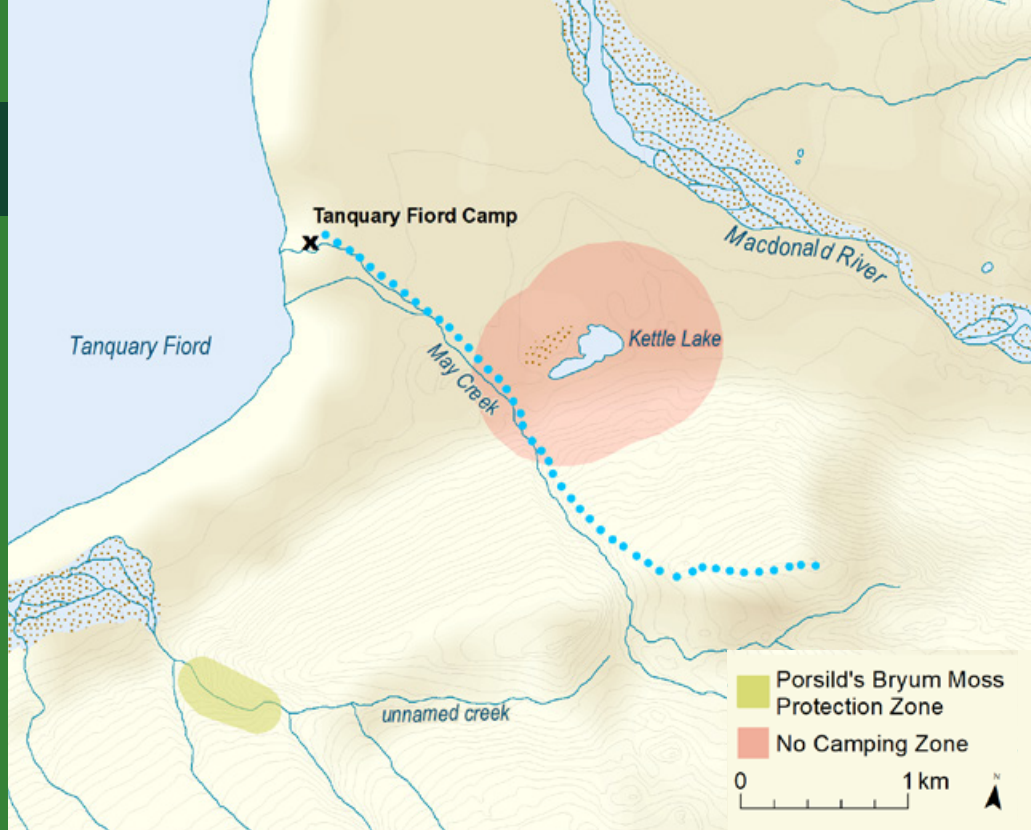 Tanquary Fiord Camp
Macdonald River
Kettle Lake
Tanquary Fiord
May Creek
unnamed creek
Porsild's Bryum Moss
Protection Zone
No Camping Zone
0 1 km
N